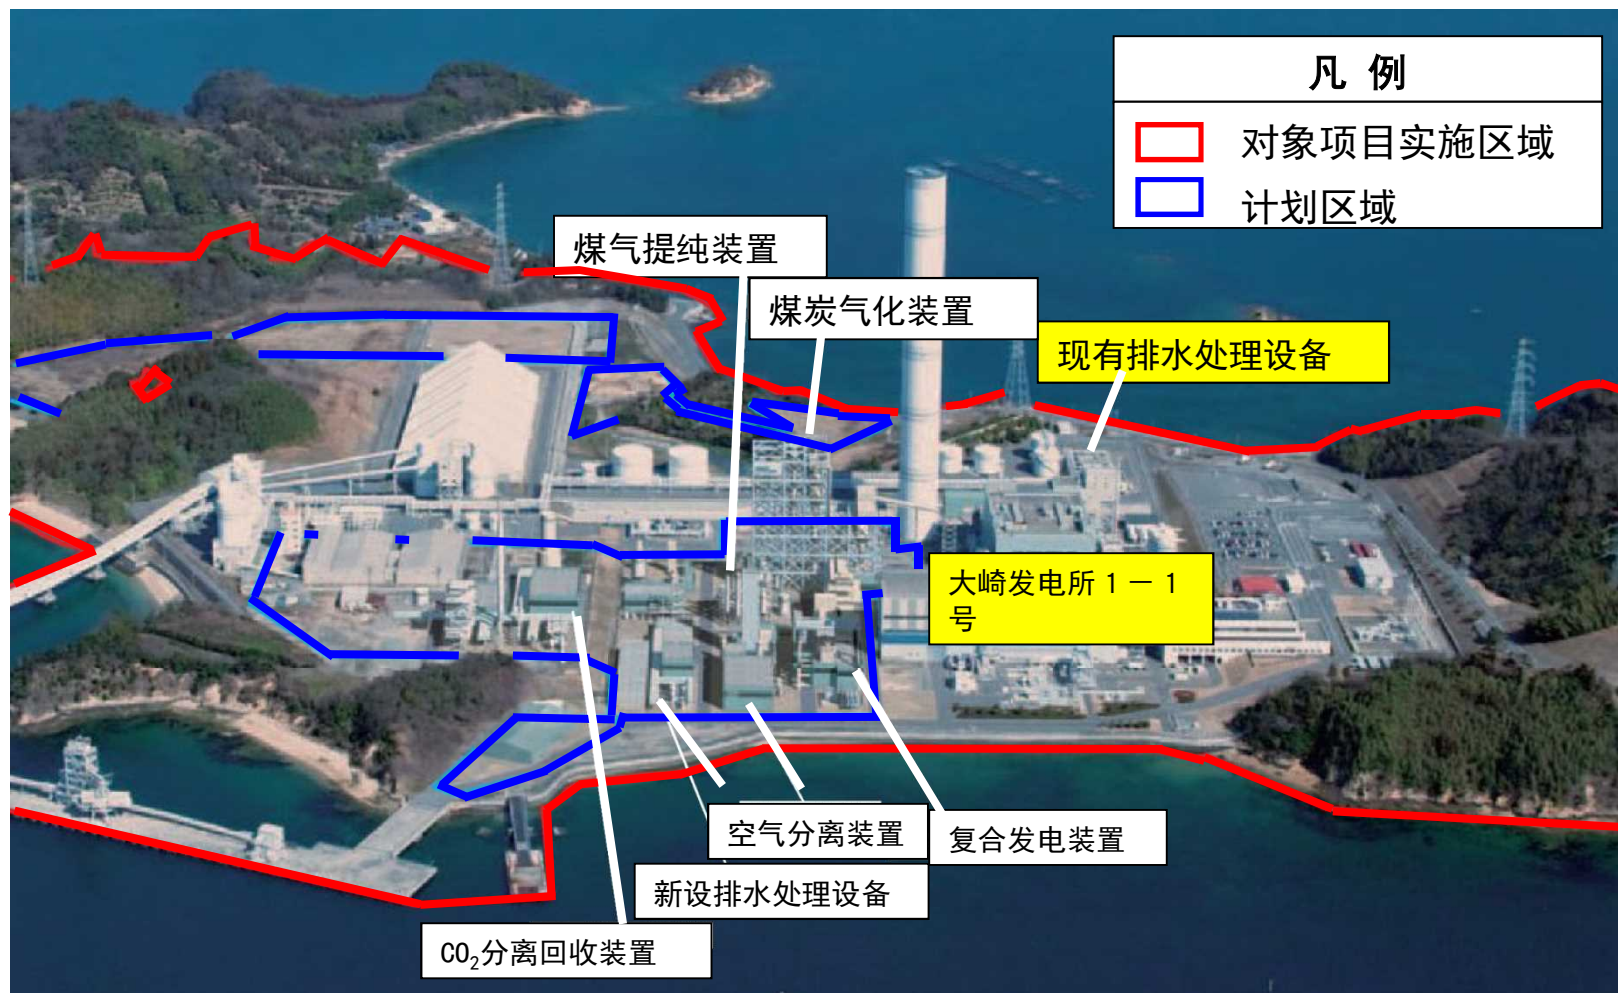 凡 例
对象项目实施区域
计划区域
煤气提纯装置
煤炭气化装置
现有排水处理设备
大崎发电所１－１
号
空气分离装置
复合发电装置
新设排水处理设备
CO₂分离回收装置